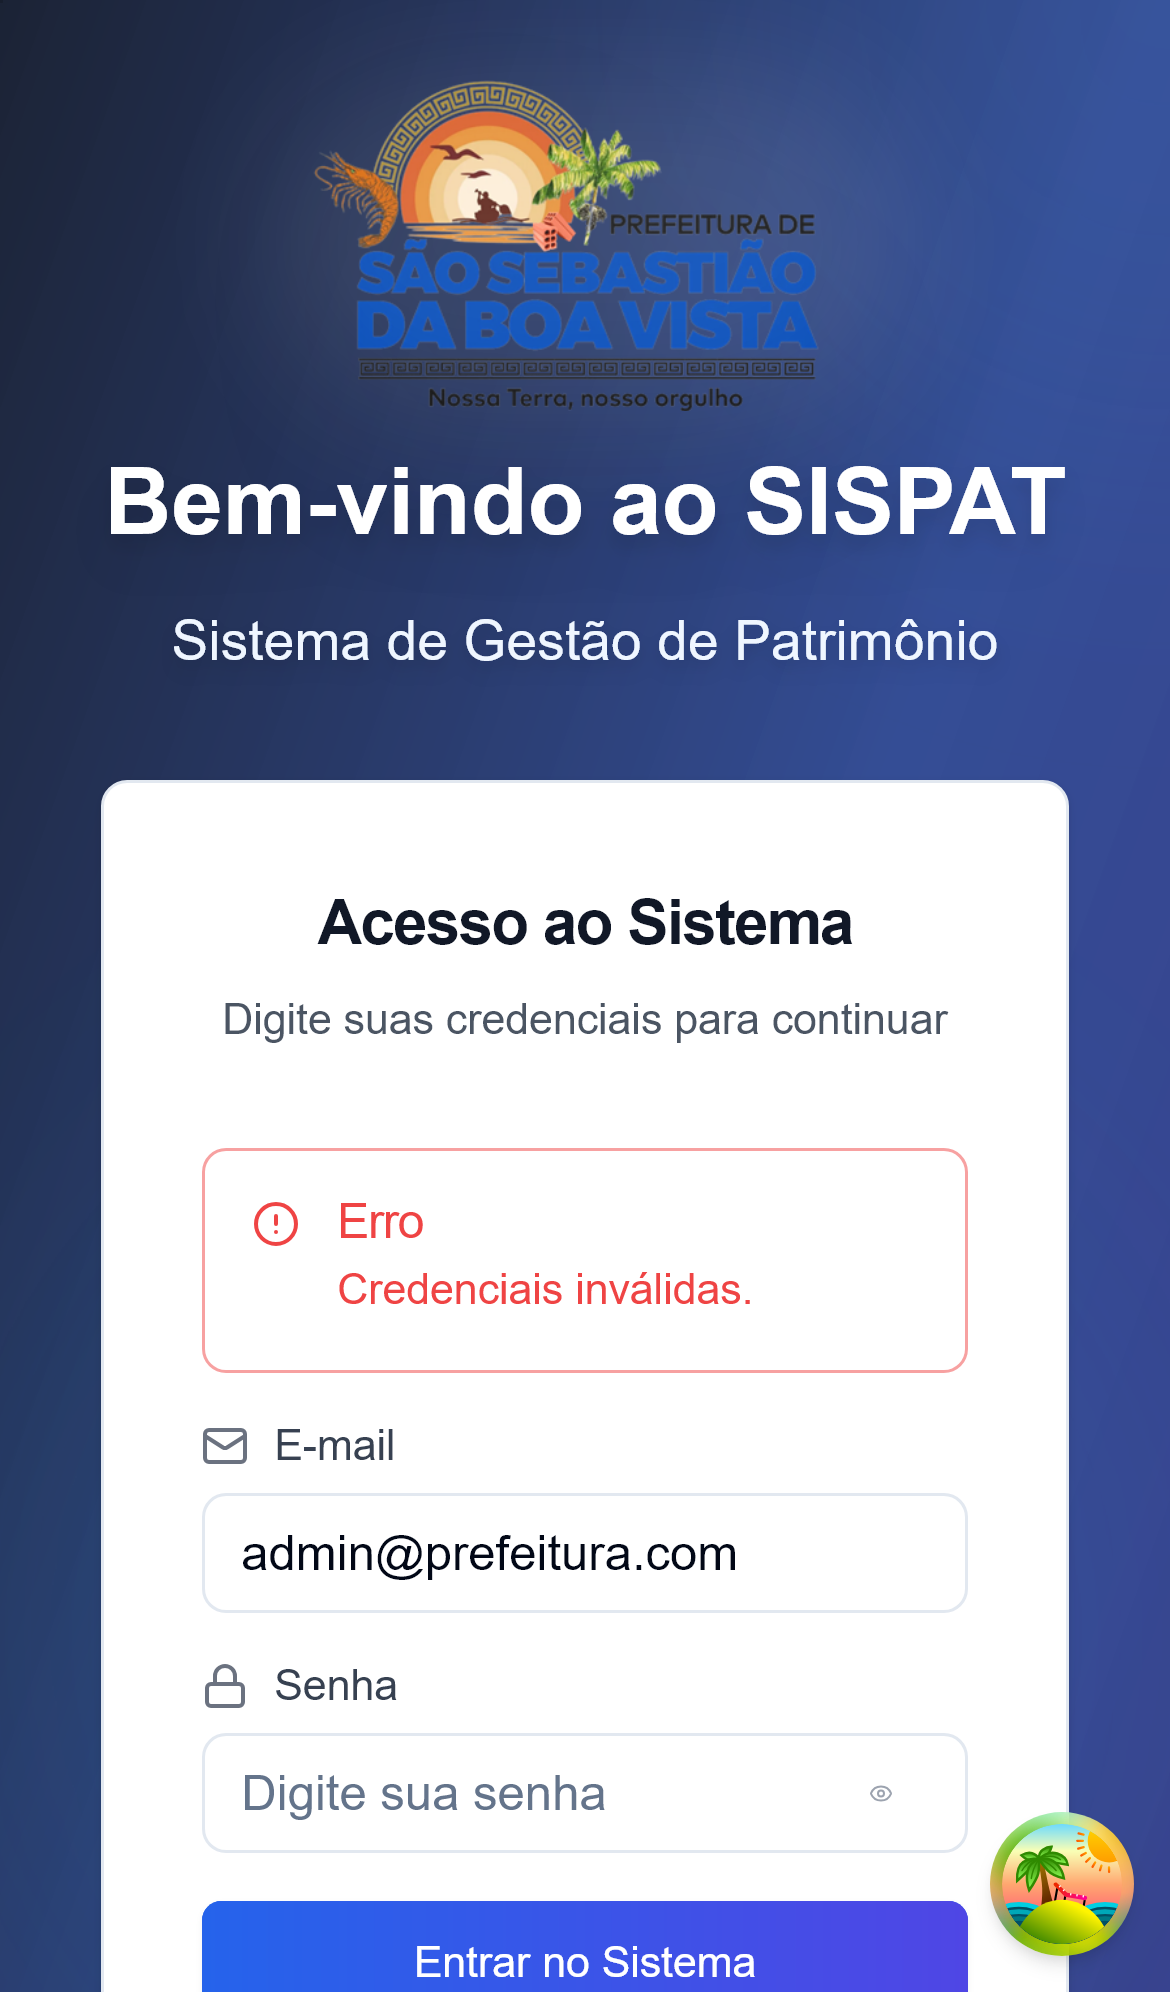 PREFEITURA DE
SÃO SEBASTIÃO
DA BOA VISTA
Nossa Terra, nosso orgulho
Bem-vindo ao SISPAT
Sistema de Gestão de Patrimônio
Acesso ao Sistema
Digite suas credenciais para continuar
Erro
Credenciais inválidas.
E-mail
admin@prefeitura.com
Senha
Digite sua senha
Entrar no Sistema